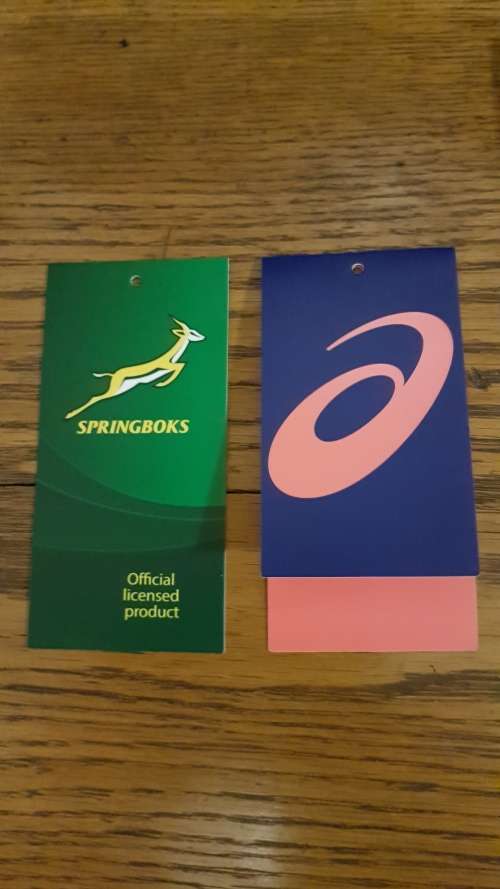 SPRINGBOKS
Official
licensed
product